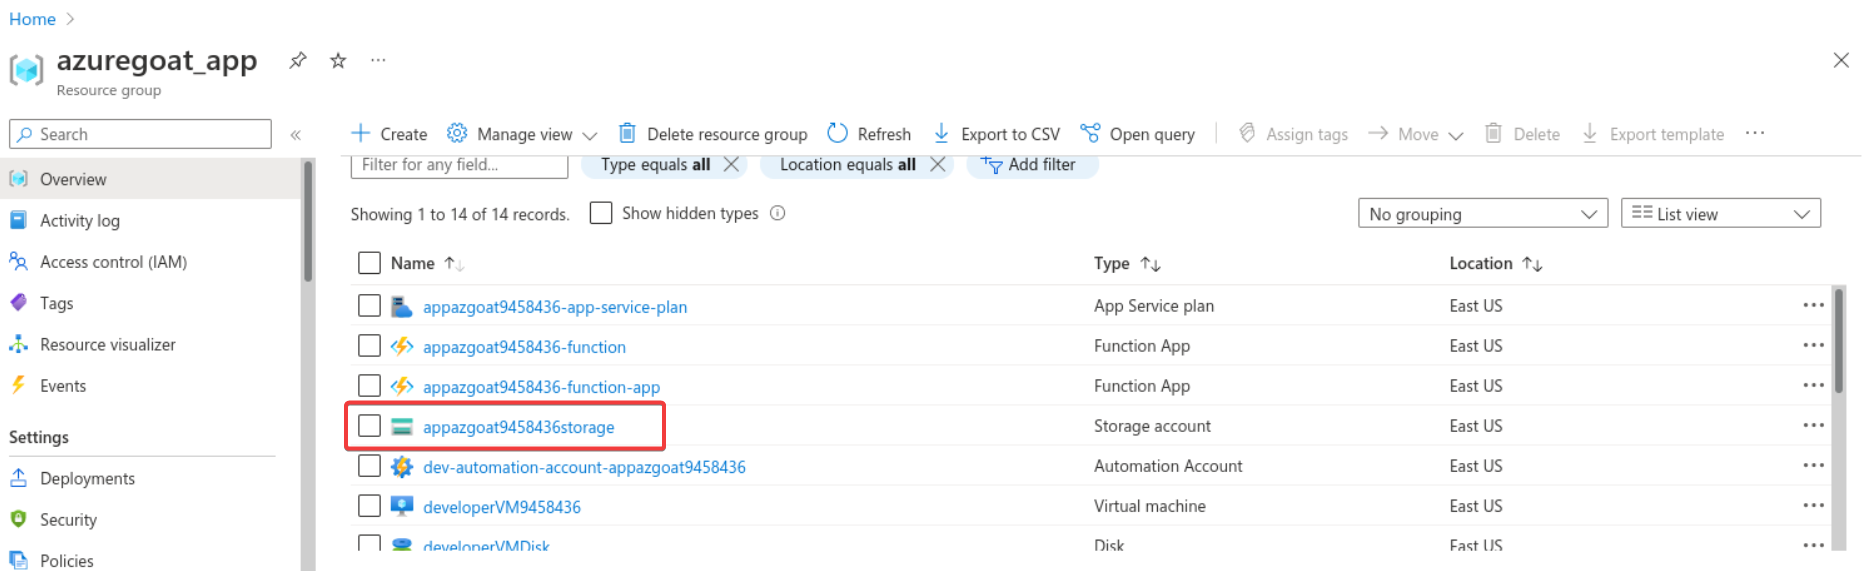 Home
azuregoat_app
Resource group
Search
Create Manage view Delete resource group Refresh Export to CSV Open query Assign tags Move Delete Export template
Filter for any field... Type equals all Location equals all Add filter
Overview
Activity log
Access control (IAM)
Tags
Resource visualizer
Events
Settings
Deployments
Security
Policies
Showing 1 to 14 of 14 records. Show hidden types No grouping List view
Name Type Location
appazgoat9458436-app-service-plan App Service plan East US
appazgoat9458436-function Function App East US
appazgoat9458436-function-app Function App East US
appazgoat9458436storage Storage account East US
dev-automation-account-appazgoat9458436 Automation Account East US
developerVM9458436 Virtual machine East US
developerVMDisk Disk East US